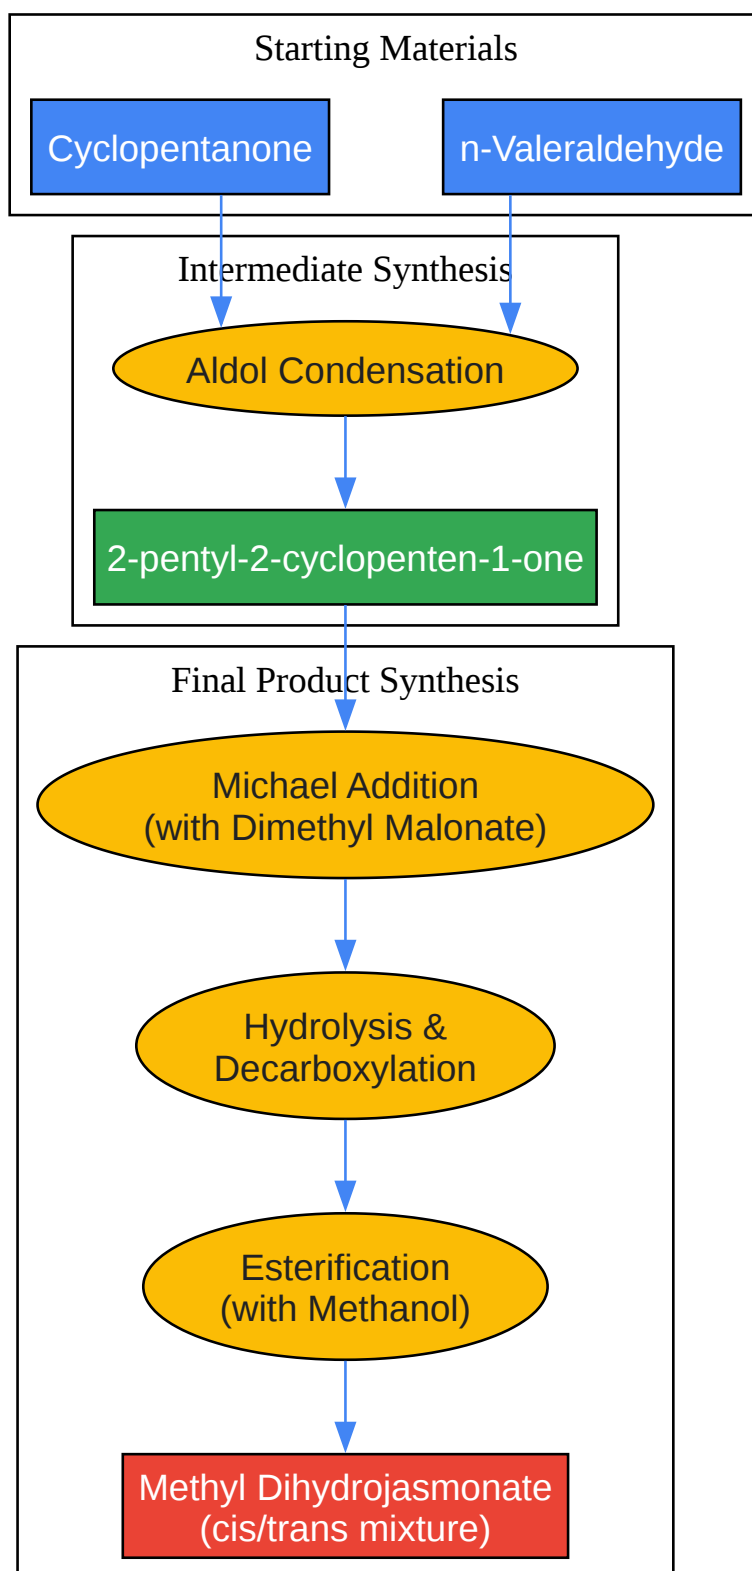 Starting Materials
Cyclopentanone
n-Valeraldehyde
Intermediate Synthesis
Aldol Condensation
2-pentyl-2-cyclopenten-1-one
Final Product Synthesis
Michael Addition
(with Dimethyl Malonate)
Hydrolysis &
Decarboxylation
Esterification
(with Methanol)
Methyl Dihydrojasmonate
(cis/trans mixture)